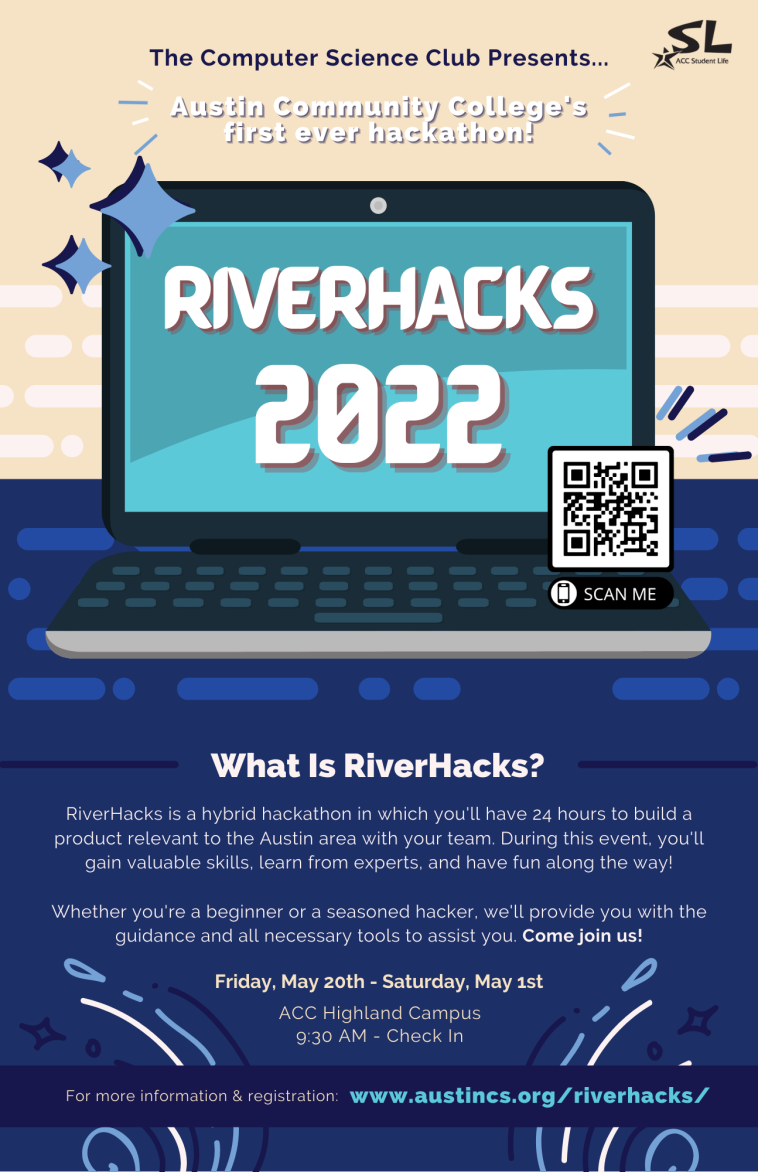 SL
ACC Student Life
The Computer Science Club Presents...
Austin Community College's
first ever hackathon!
RIVERHACKS
2022
SCAN ME
What Is RiverHacks?
RiverHacks is a hybrid hackathon in which you'll have 24 hours to build a
product relevant to the Austin area with your team. During this event, you'll
gain valuable skills, learn from experts, and have fun along the way!
Whether you're a beginner or a seasoned hacker, we'll provide you with the
guidance and all necessary tools to assist you. Come join us!
Friday, May 20th - Saturday, May 1st
ACC Highland Campus
9:30 AM - Check In
For more information & registration: www.austincs.org/riverhacks/